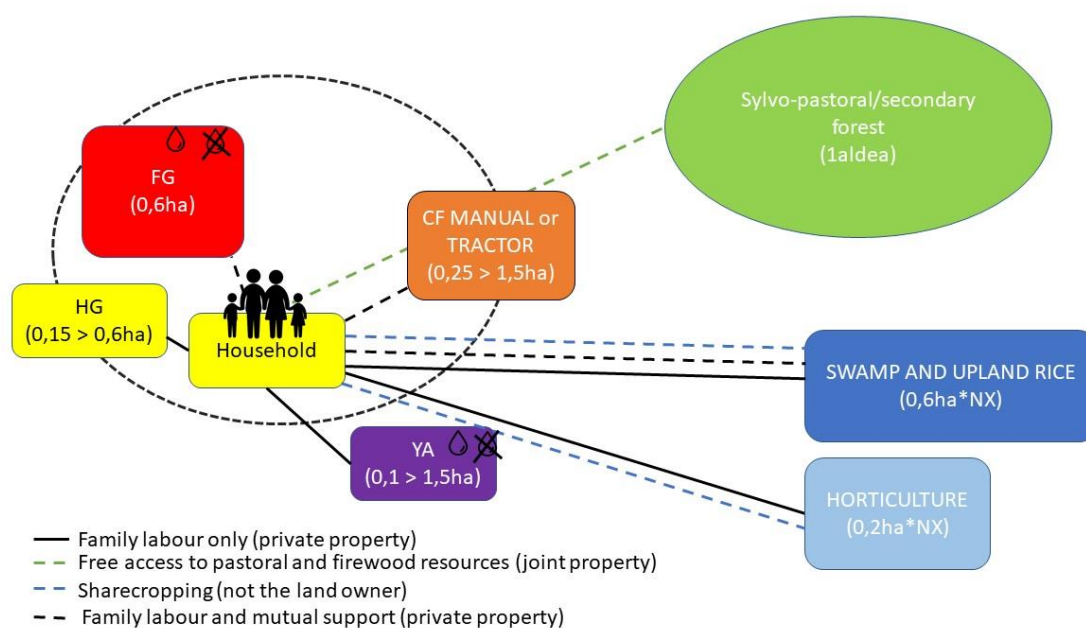 Sylvo-pastoral/secondary
forest
(1aldea)
FG
(0,6ha)
CF MANUAL or
TRACTOR
(0,25 > 1,5ha)
HG
(0,15 > 0,6ha)
Household
SWAMP AND UPLAND RICE
(0,6ha*NX)
YA
(0,1 > 1,5ha)
HORTICULTURE
(0,2ha*NX)
Family labour only (private property)
Free access to pastoral and firewood resources (joint property)
Sharecropping (not the land owner)
Family labour and mutual support (private property)